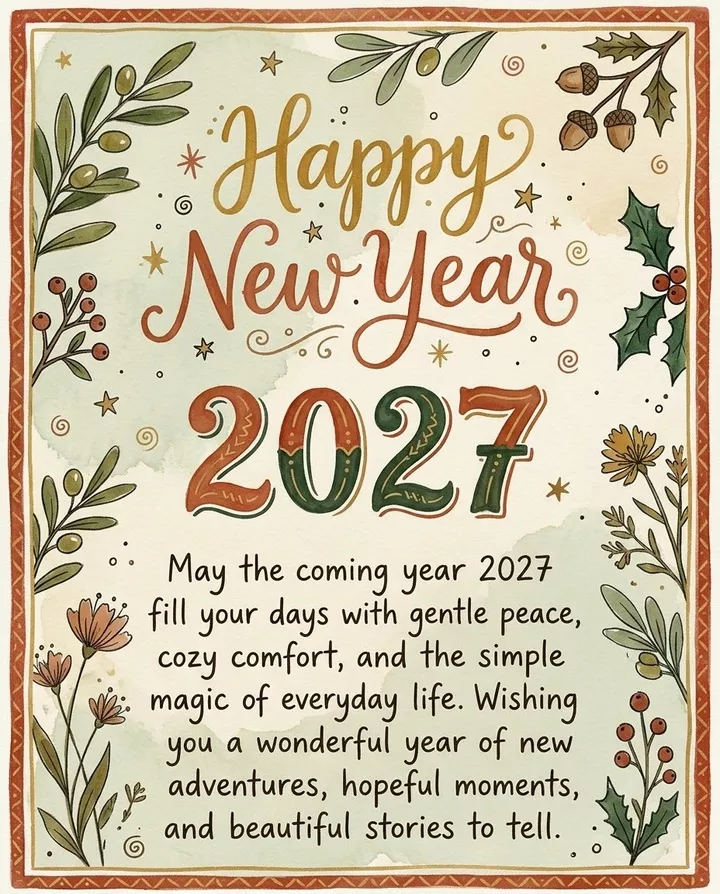 Happy
New Year
2027
May the coming year 2027
fill your days with gentle peace,
cozy comfort, and the simple
magic of everyday life. Wishing
you a wonderful year of new
adventures, hopeful moments,
and beautiful stories to tell.